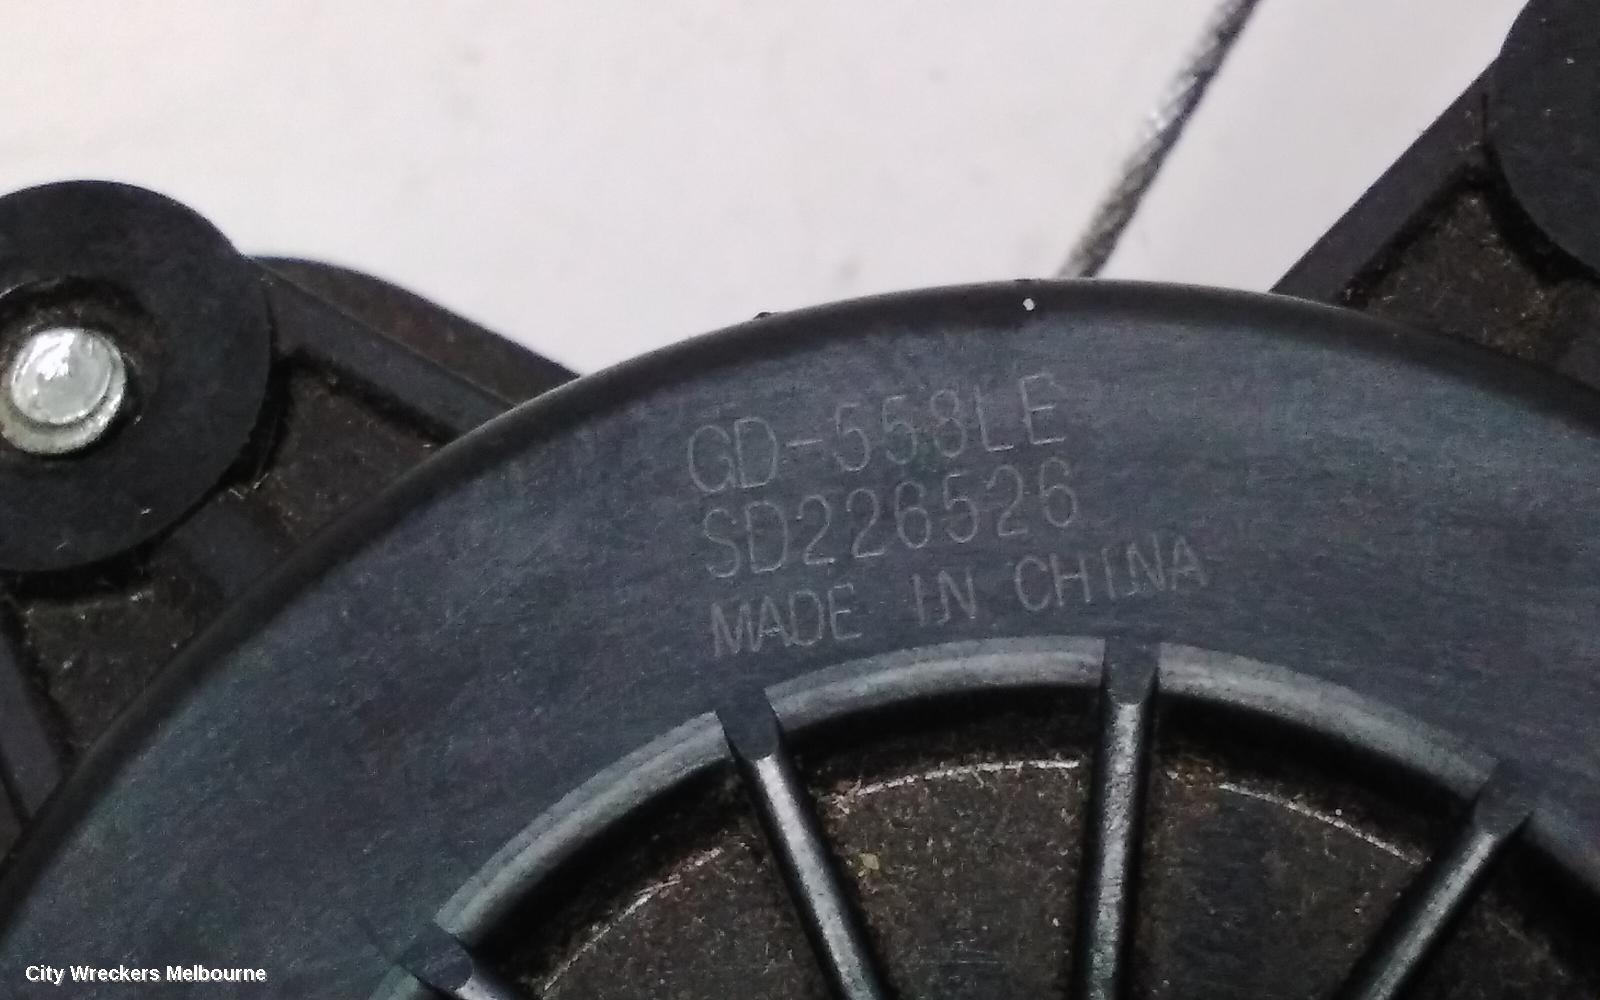 GD-558LE
SD226526
MADE IN CHINA
City Wreckers Melbourne